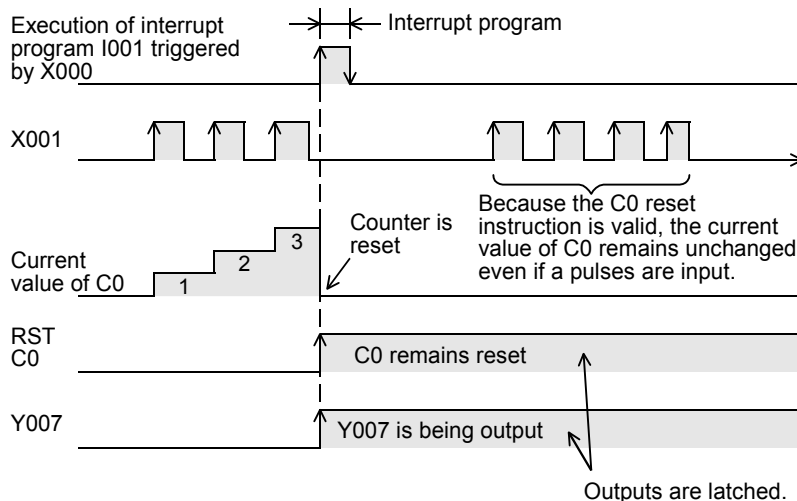 Execution of interrupt
program I001 triggered
by X000
Interrupt program
X001
Because the C0 reset
instruction is valid, the current
value of C0 remains unchanged
even if a pulses are input.
Counter is
reset
Current
value of C0
1
2
3
RST
C0
C0 remains reset
Y007
Y007 is being output
Outputs are latched.